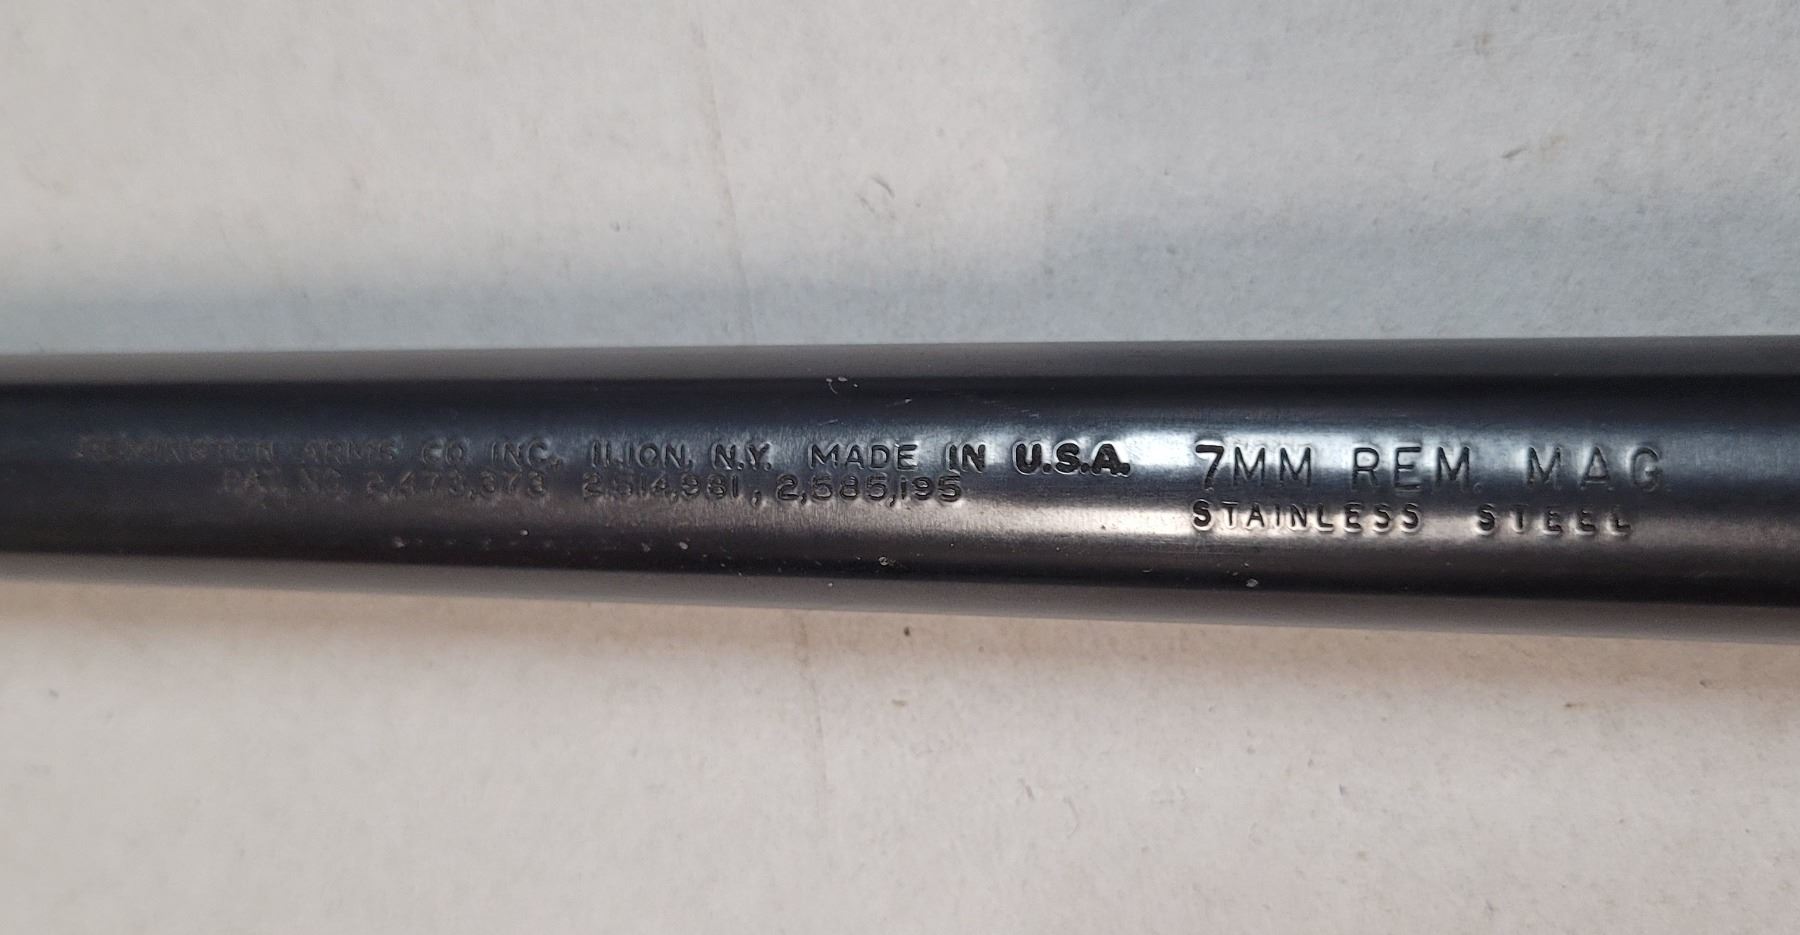 REMINGTON ARMS CO. INC., ILION, N.Y. MADE IN U.S.A.
PAT. NO. 2,473,373 2,514,981, 2,585,195
7MM REM. MAG.
STAINLESS STEEL